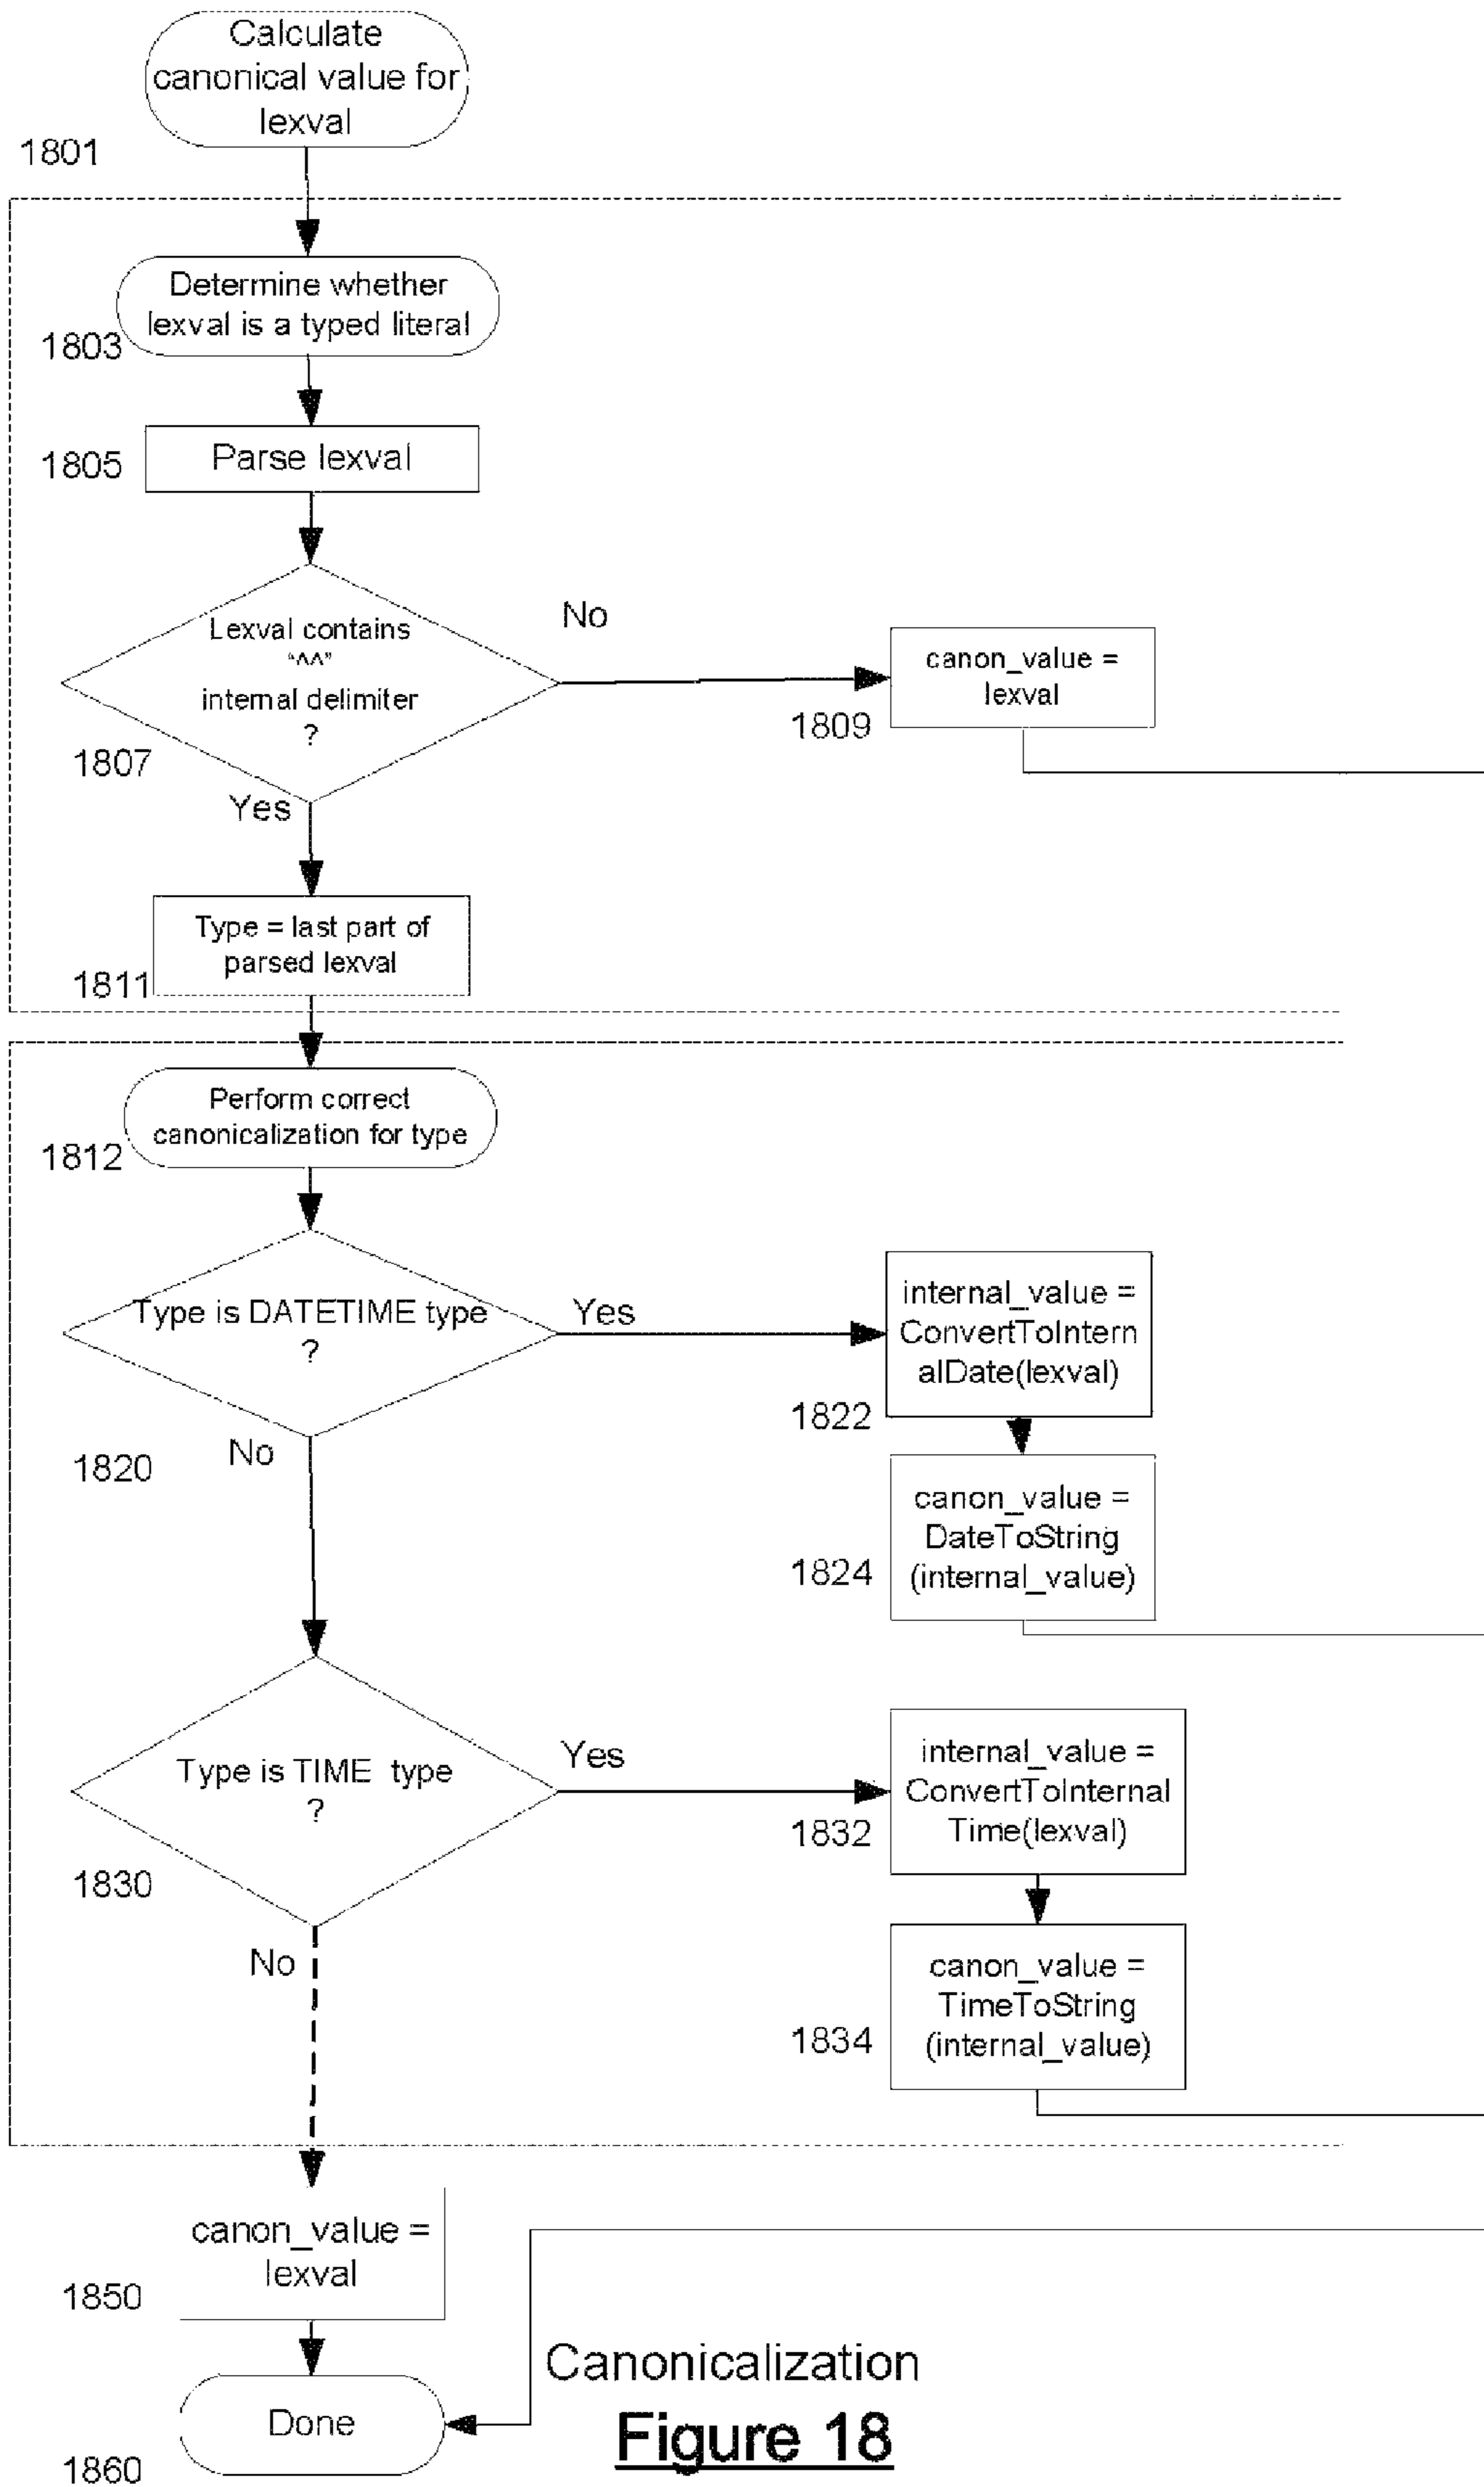 Calculate
canonical value for
lexval
1801
Determine whether
lexval is a typed literal
1803
Parse lexval
1805
Lexval contains
"^^"
internal delimiter
?
1807
No
canon_value =
lexval
1809
Yes
Type = last part of
parsed lexval
1811
Perform correct
canonicalization for type
1812
Type is DATETIME type
?
1820
Yes
internal_value =
ConvertToIntern
alDate(lexval)
1822
canon_value =
DateToString
(internal_value)
1824
No
Type is TIME type
?
1830
Yes
internal_value =
ConvertToInternal
Time(lexval)
1832
canon_value =
TimeToString
(internal_value)
1834
No
canon_value =
lexval
1850
Done
1860
Canonicalization
Figure 18